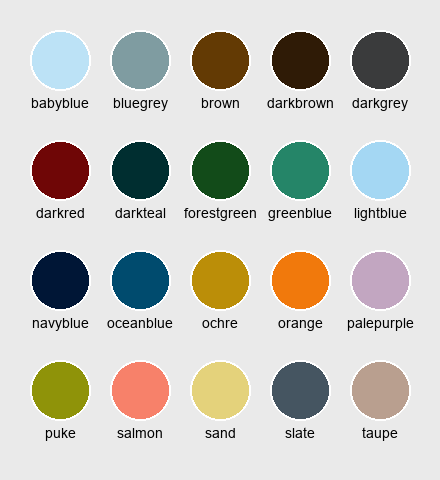 babyblue bluegrey brown darkbrown darkgrey
darkred darkteal forestgreen greenblue lightblue
navyblue oceanblue ochre orange palepurple
puke salmon sand slate taupe